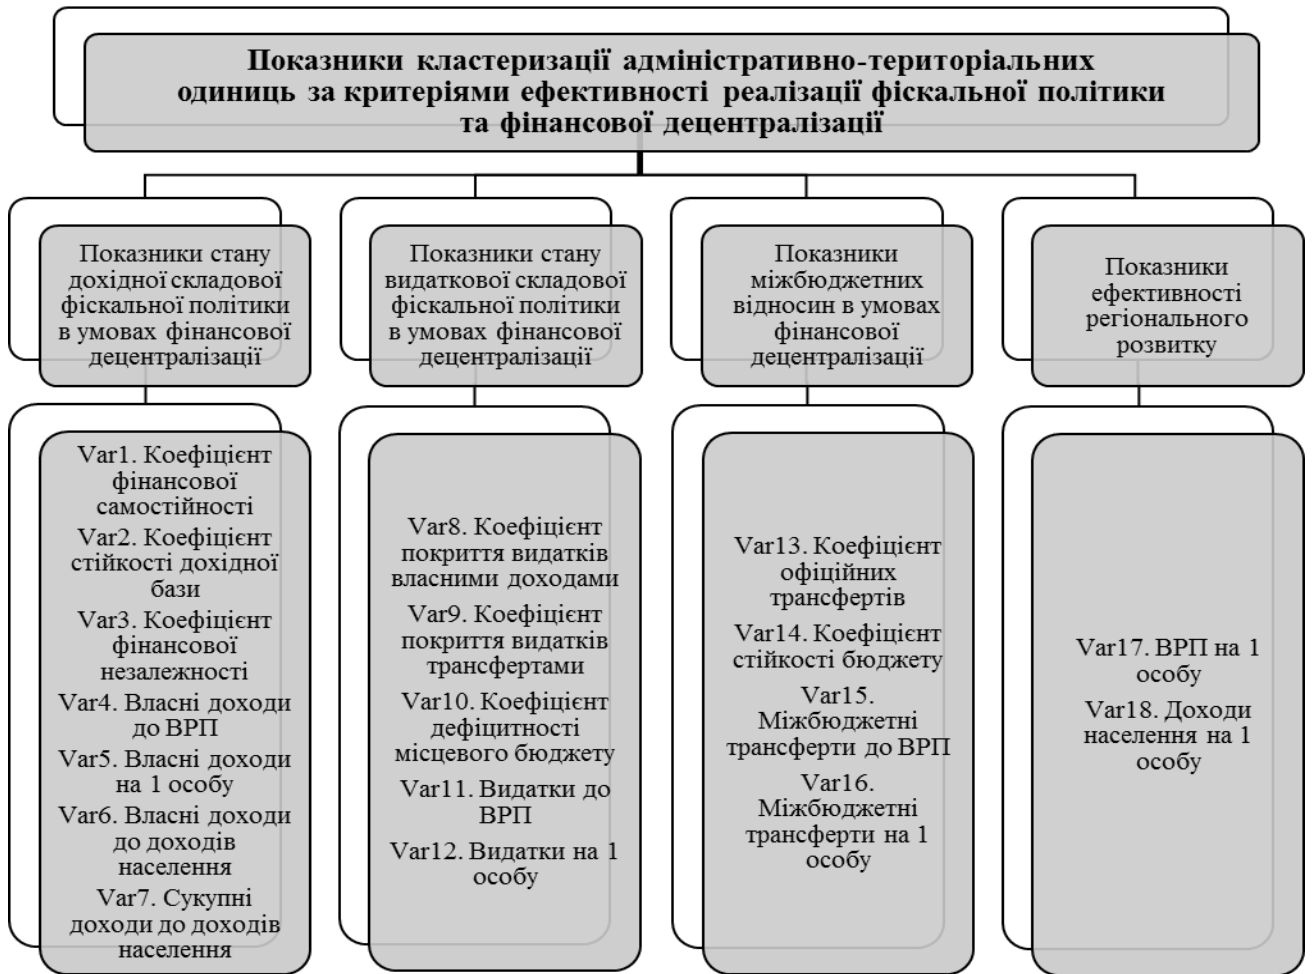 Показники кластеризації адміністративно-територіальних
одиниць за критеріями ефективності реалізації фіскальної політики
та фінансової децентралізації
Показники стану
дохідної складової
фіскальної політики
в умовах фінансової
децентралізації
Var1. Коефіцієнт
фінансової
самостійності
Var2. Коефіцієнт
стійкості дохідної
бази
Var3. Коефіцієнт
фінансової
незалежності
Var4. Власні доходи
до ВРП
Var5. Власні доходи
на 1 особу
Var6. Власні доходи
до доходів
населення
Var7. Сукупні
доходи до доходів
населення
Показники стану
видаткової складової
фіскальної політики
в умовах фінансової
децентралізації
Var8. Коефіцієнт
покриття видатків
власними доходами
Var9. Коефіцієнт
покриття видатків
трансфертами
Var10. Коефіцієнт
дефіцитності
місцевого бюджету
Var11. Видатки до
ВРП
Var12. Видатки на 1
особу
Показники
міжбюджетних
відносин в умовах
фінансової
децентралізації
Var13. Коефіцієнт
офіційних
трансфертів
Var14. Коефіцієнт
стійкості бюджету
Var15.
Міжбюджетні
трансферти до ВРП
Var16.
Міжбюджетні
трансферти на 1
особу
Показники
ефективності
регіонального
розвитку
Var17. ВРП на 1
особу
Var18. Доходи
населення на 1
особу